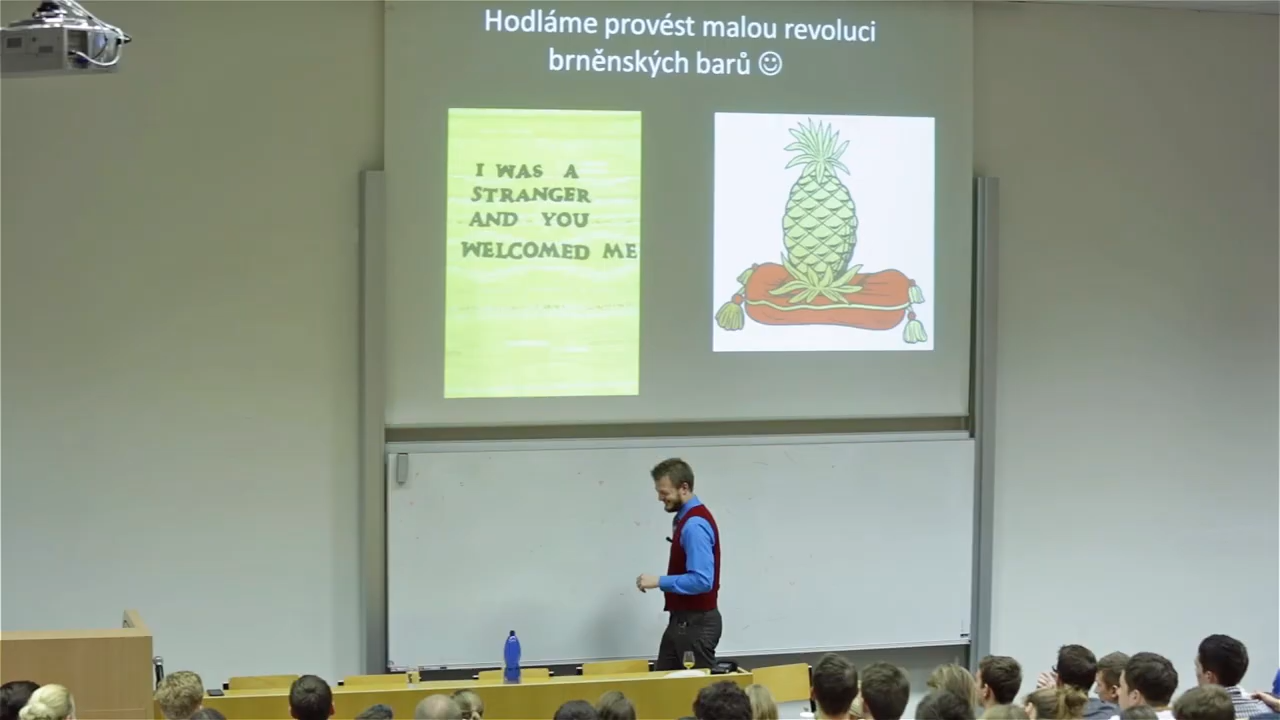 Hodláme provést malou revoluci
brněnských barů ☺
I WAS A
STRANGER
AND YOU
WELCOMED ME